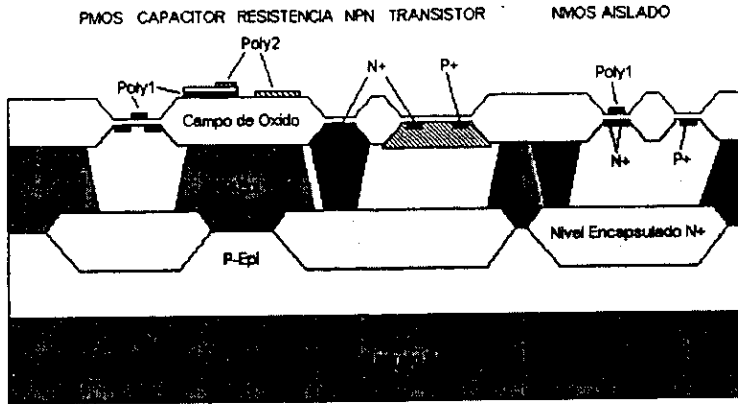 PMOS CAPACITOR RESISTENCIA NPN TRANSISTOR NMOS AISLADO
Poly2
Poly1
N+
P+
Poly1
Campo de Oxido
N+
P+
P-Epi
Nivel Encapsulado N+